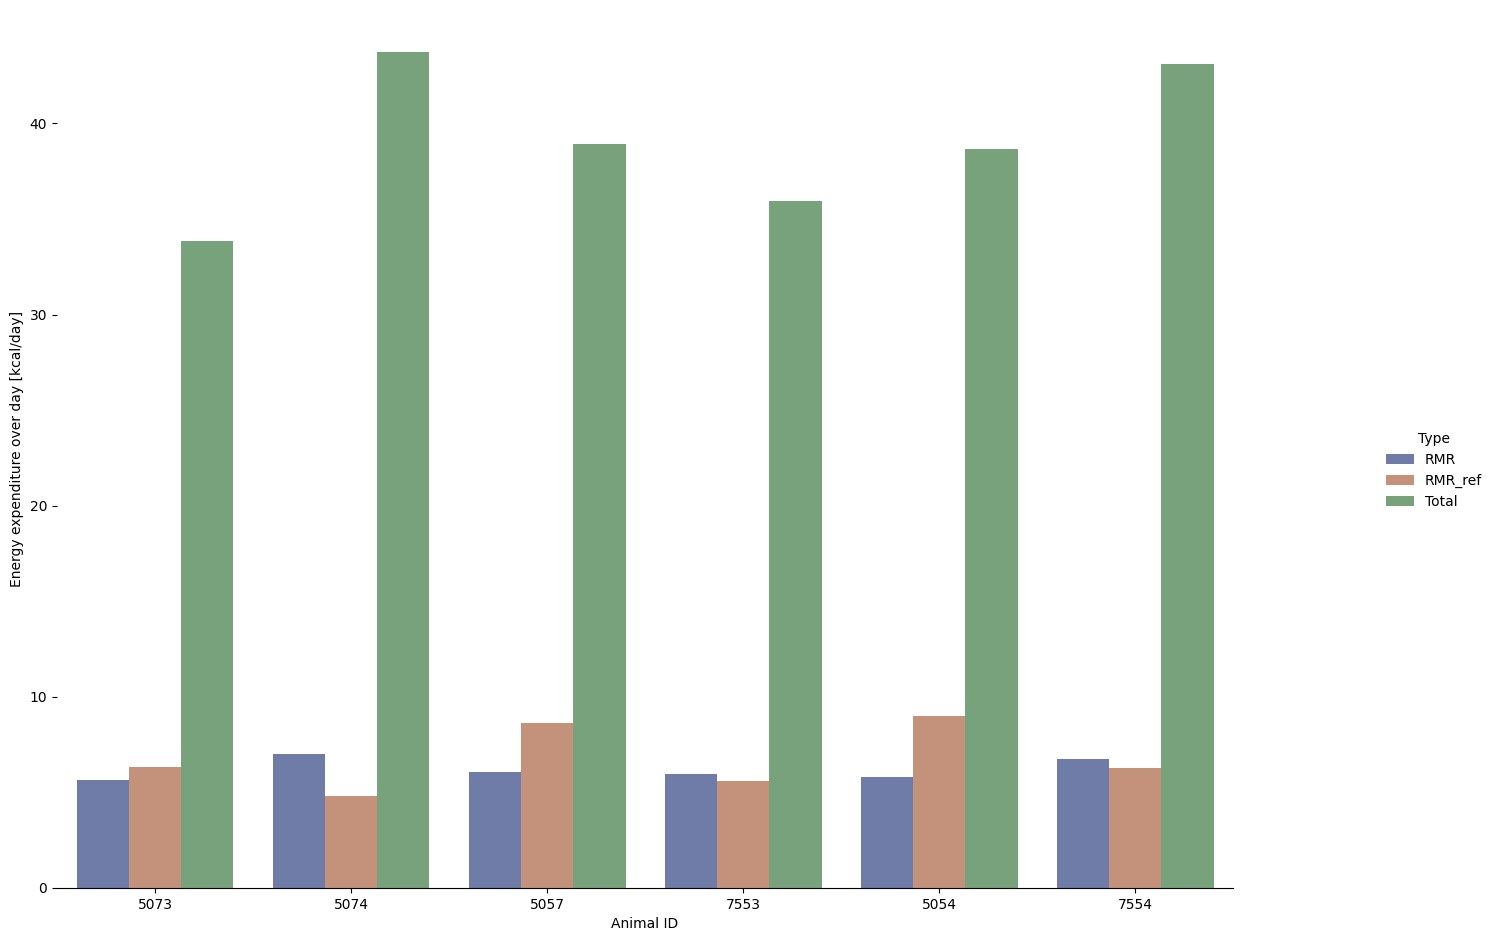 Energy expenditure over day [kcal/day]
40
30
20
10
0
5073 5074 5057 7553 5054 7554
Animal ID
Type
RMR
RMR_ref
Total